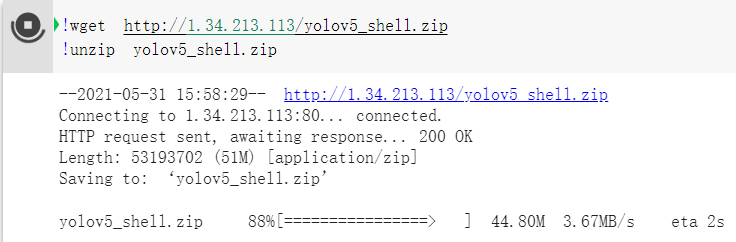 !wget http://1.34.213.113/yolov5_shell.zip
!unzip yolov5_shell.zip
--2021-05-31 15:58:29-- http://1.34.213.113/yolov5_shell.zip
Connecting to 1.34.213.113:80... connected.
HTTP request sent, awaiting response... 200 OK
Length: 53193702 (51M) [application/zip]
Saving to: ‘yolov5_shell.zip’
yolov5_shell.zip 88%[================> ] 44.80M 3.67MB/s eta 2s